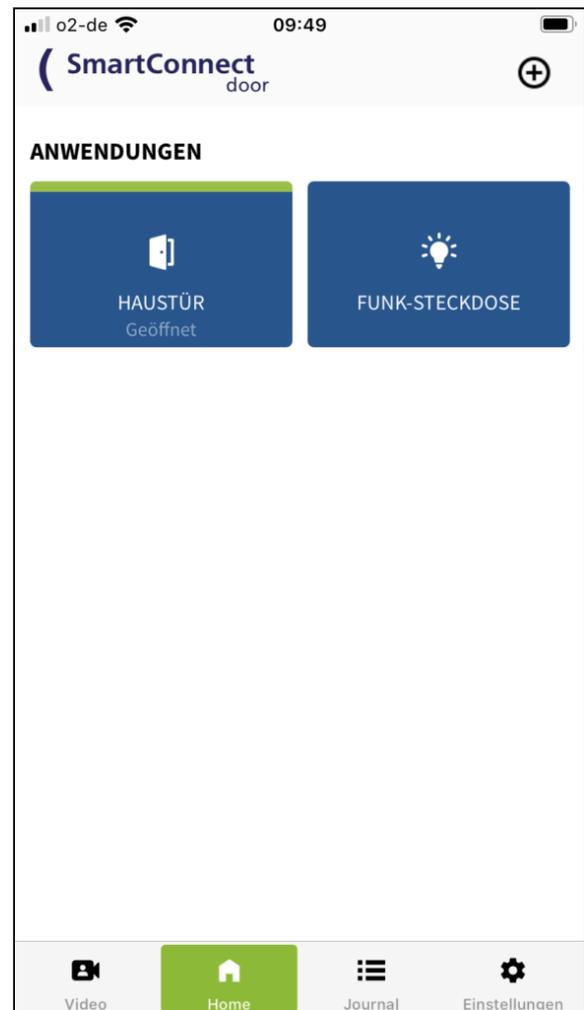 o2-de 09:49
SmartConnect
door
ANWENDUNGEN
HAUSTÜR FUNK-STECKDOSE
Geöffnet
Video Home Journal Einstellungen